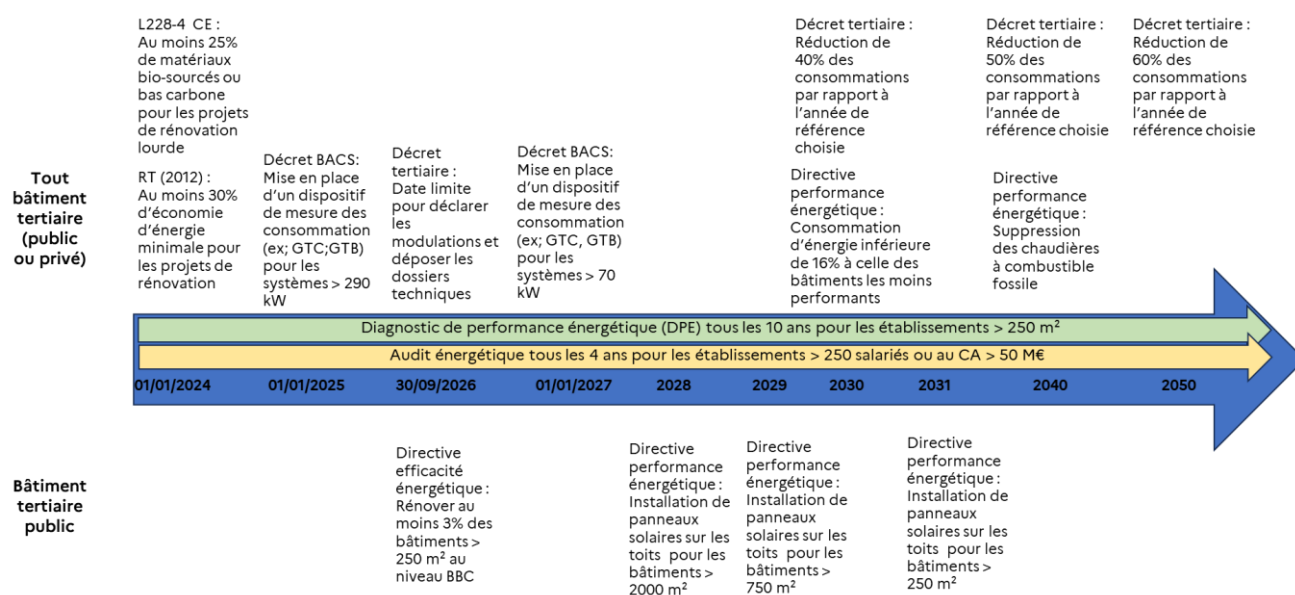 L228-4 CE :
Au moins 25%
de matériaux
bio-sourcés ou
bas carbone
pour les projets
de rénovation
lourde
Décret tertiaire :
Réduction de
40% des
consommations
par rapport à
l'année de
référence
choisie
Décret tertiaire :
Réduction de
50% des
consommations
par rapport à
l'année de
référence choisie
Décret tertiaire :
Réduction de
60% des
consommations
par rapport à
l'année de
référence choisie
Tout
bâtiment
tertiaire
(public
ou privé)
RT (2012) :
Au moins 30%
d'économie
d'énergie
minimale pour
les projets de
rénovation
Décret BACS:
Mise en place
d'un dispositif
de mesure des
consommation
(ex; GTC;GTB)
pour les
systèmes > 290
kW
Décret
tertiaire :
Date limite
pour déclarer
les
modulations et
déposer les
dossiers
techniques
Décret BACS:
Mise en place
d'un dispositif
de mesure des
consommation
(ex; GTC, GTB)
pour les
systèmes > 70
kW
Directive
performance
énergétique :
Consommation
d'énergie inférieure
de 16% à celle des
bâtiments les moins
performants
Directive
performance
énergétique :
Suppression
des chaudières
à combustible
fossile
Diagnostic de performance énergétique (DPE) tous les 10 ans pour les établissements > 250 m²
Audit énergétique tous les 4 ans pour les établissements > 250 salariés ou au CA > 50 M€
01/01/2024 01/01/2025 30/09/2026 01/01/2027 2028 2029 2030 2031 2040 2050
Bâtiment
tertiaire
public
Directive
efficacité
énergétique :
Rénover au
moins 3% des
bâtiments >
250 m² au
niveau BBC
Directive
performance
énergétique :
Installation de
panneaux
solaires sur les
toits pour les
bâtiments >
2000 m²
Directive
performance
énergétique :
Installation de
panneaux
solaires sur les
toits pour les
bâtiments >
750 m²
Directive
performance
énergétique :
Installation de
panneaux
solaires sur les
toits pour les
bâtiments >
250 m²